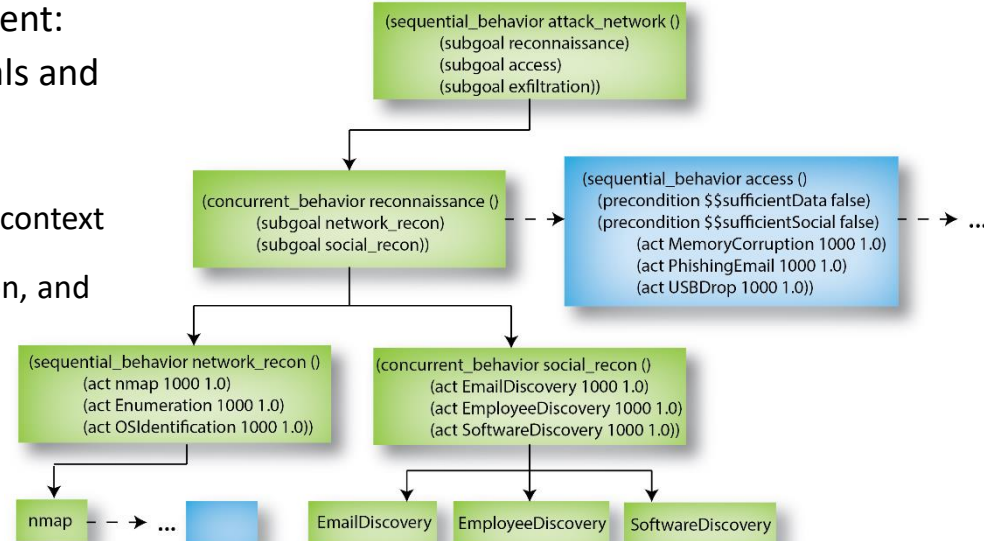 ent:
ls and
context
n, and
(sequential_behavior attack_network ()
(subgoal reconnaissance)
(subgoal access)
(subgoal exfiltration))
(concurrent_behavior reconnaissance ()
(subgoal network_recon)
(subgoal social_recon))
(sequential_behavior access ()
(precondition $$sufficientData false)
(precondition $$sufficientSocial false)
(act MemoryCorruption 1000 1.0)
(act PhishingEmail 1000 1.0)
(act USBDrop 1000 1.0))
...
(sequential_behavior network_recon ()
(act nmap 1000 1.0)
(act Enumeration 1000 1.0)
(act OSIdentification 1000 1.0))
(concurrent_behavior social_recon ()
(act EmailDiscovery 1000 1.0)
(act EmployeeDiscovery 1000 1.0)
(act SoftwareDiscovery 1000 1.0))
nmap
...
EmailDiscovery
EmployeeDiscovery
SoftwareDiscovery